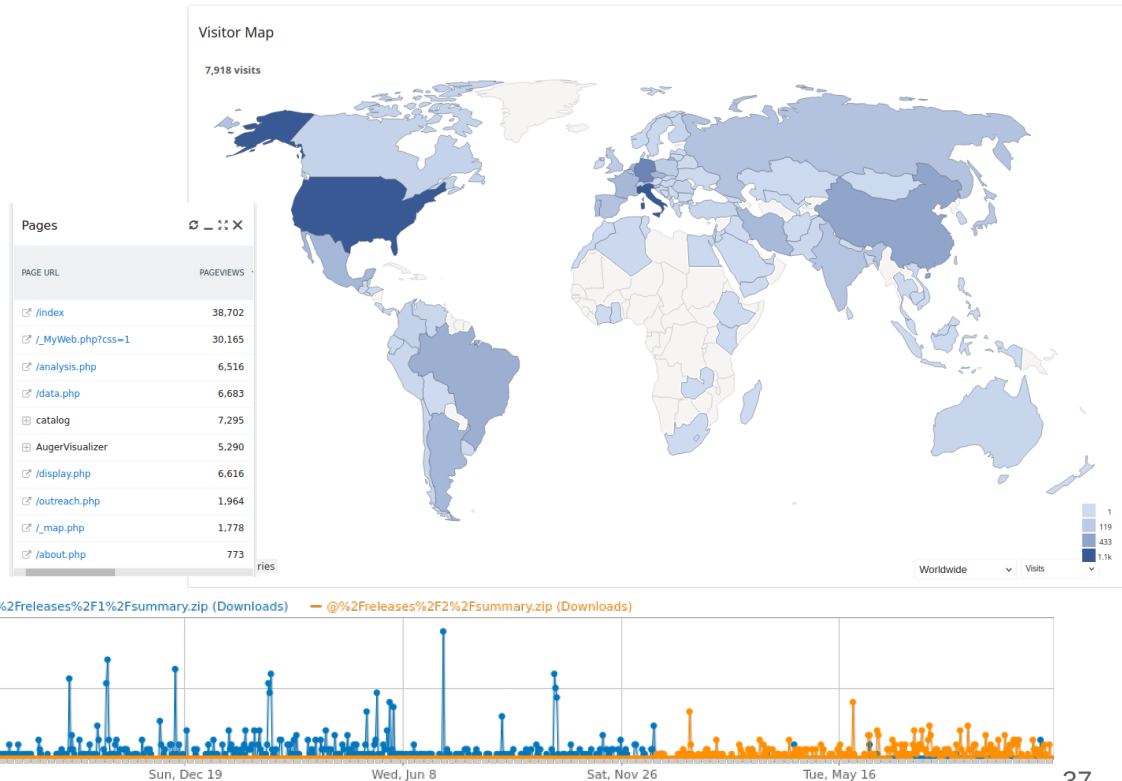 Visitor Map
7,918 visits
Pages
PAGE URL PAGEVIEWS
/index 38,702
/_MyWeb.php?css=1 30,165
/analysis.php 6,516
/data.php 6,683
catalog 7,295
AugerVisualizer 5,290
/display.php 6,616
/outreach.php 1,964
/_map.php 1,778
/about.php 773
ries
1
119
433
1.1k
Worldwide Visits
%2Freleases%2F1%2Fsummary.zip (Downloads) @%2Freleases%2F2%2Fsummary.zip (Downloads)
Sun, Dec 19 Wed, Jun 8 Sat, Nov 26 Tue, May 16